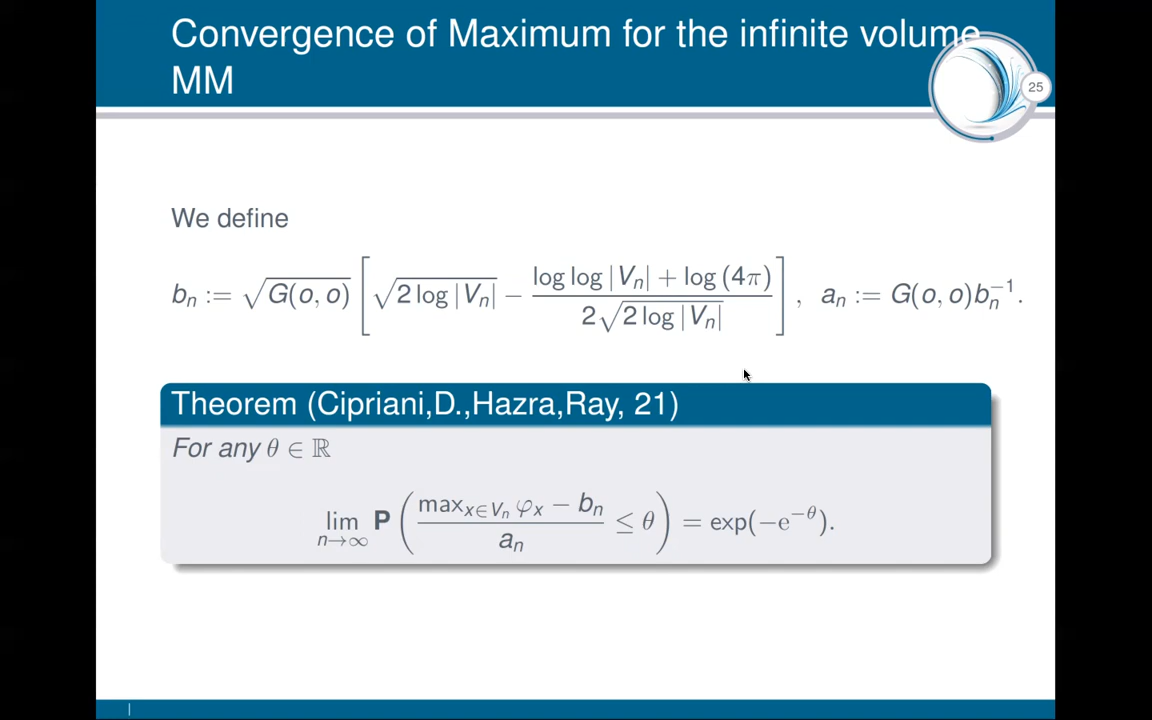 Convergence of Maximum for the infinite volume
MM
25
We define
b_n := √G(o, o) [ √(2 log |V_n|) − (log log |V_n| + log (4π)) / (2√(2 log |V_n|)) ] , a_n := G(o, o)b_n^{−1}.
Theorem (Cipriani,D.,Hazra,Ray, 21)
For any θ ∈ ℝ
lim_{n→∞} P ( (max_{x∈V_n} φ_x − b_n) / a_n ≤ θ ) = exp(−e^{−θ}).